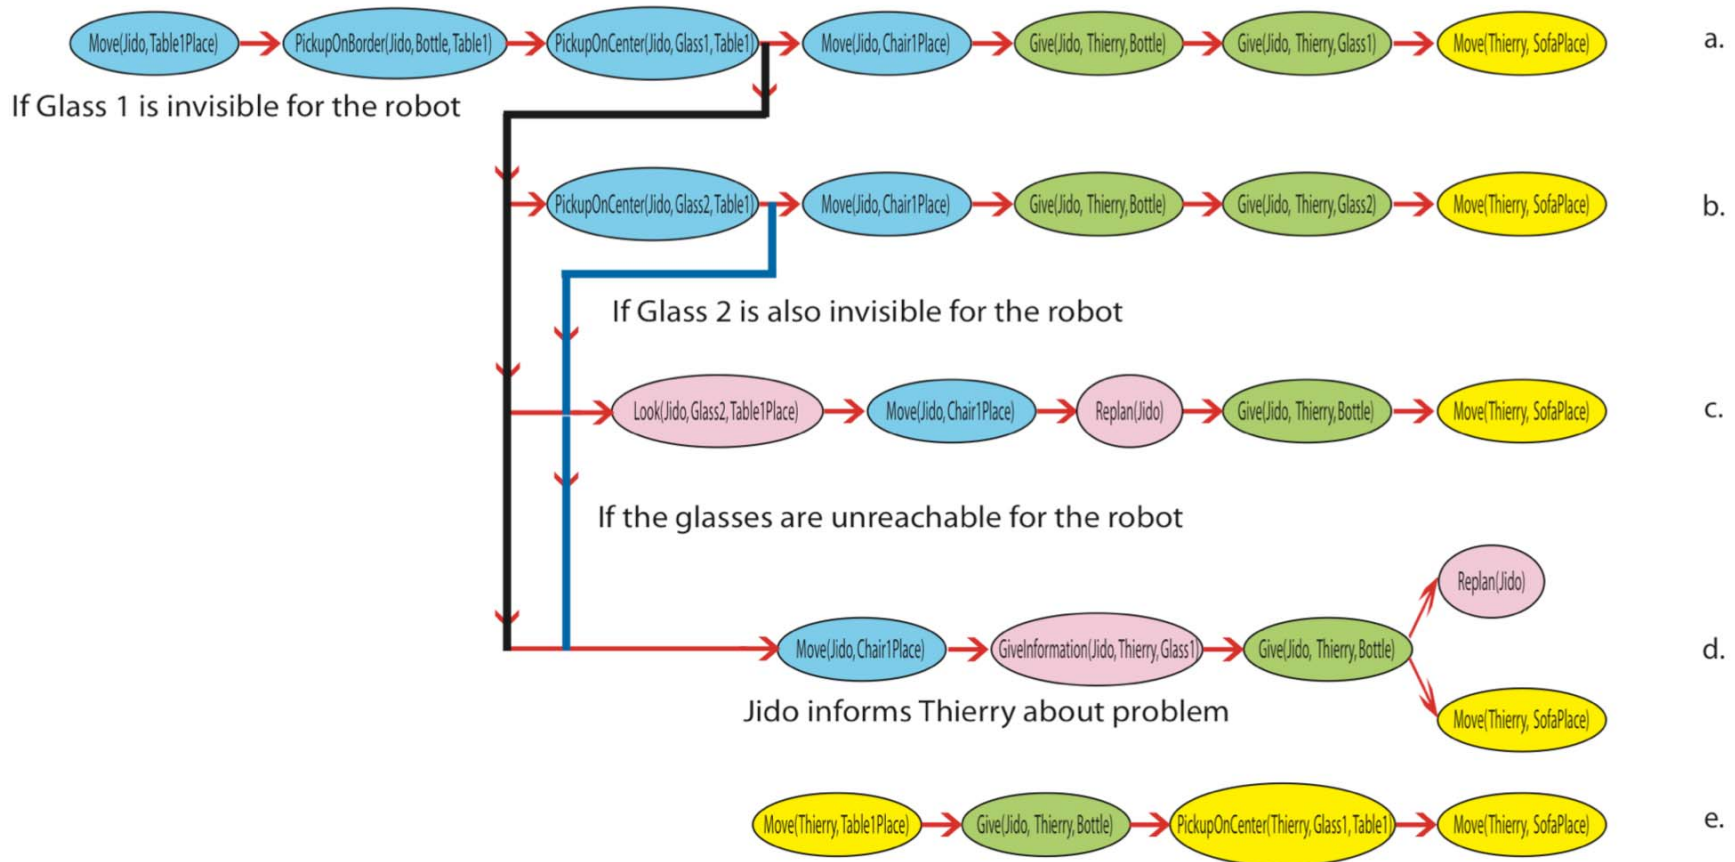 Move(Jido,Table1Place) PickupOnBorder(Jido,Bottle,Table1) PickupOnCenter(Jido,Glass1,Table1) Move(Jido,Chair1Place) Give(Jido, Thierry,Bottle) Give(Jido, Thierry,Glass1) Move(Thierry, SofaPlace) a.
If Glass 1 is invisible for the robot
PickupOnCenter(Jido,Glass2,Table1) Move(Jido,Chair1Place) Give(Jido, Thierry,Bottle) Give(Jido, Thierry,Glass2) Move(Thierry, SofaPlace) b.
If Glass 2 is also invisible for the robot
Look(Jido,Glass2,Table1Place) Move(Jido,Chair1Place) Replan(Jido) Give(Jido, Thierry,Bottle) Move(Thierry, SofaPlace) c.
If the glasses are unreachable for the robot
Replan(Jido)
Move(Jido,Chair1Place) GiveInformation(Jido,Thierry,Glass1) Give(Jido, Thierry,Bottle) d.
Jido informs Thierry about problem
Move(Thierry, SofaPlace)
Move(Thierry,Table1Place) Give(Jido, Thierry,Bottle) PickupOnCenter(Thierry,Glass1,Table1) Move(Thierry, SofaPlace) e.